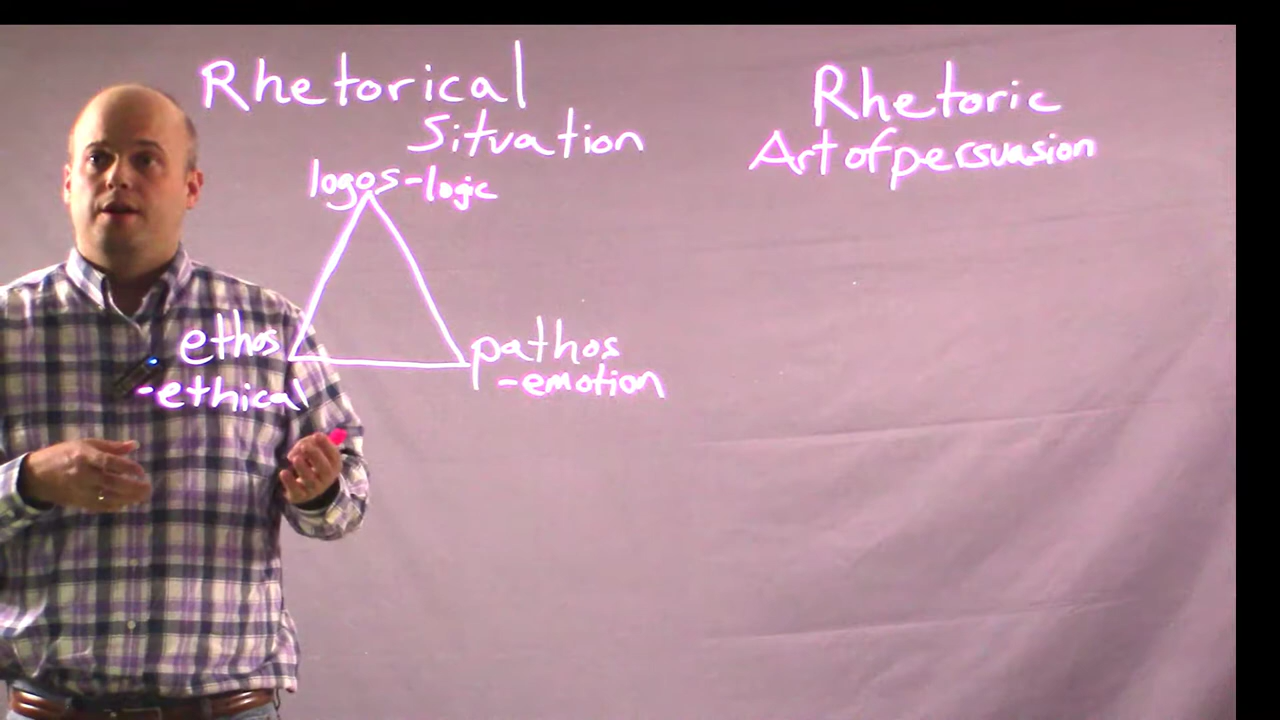 Rhetorical
Situation
logos-logic
ethos
-ethical
pathos
-emotion
Rhetoric
Art of persuasion